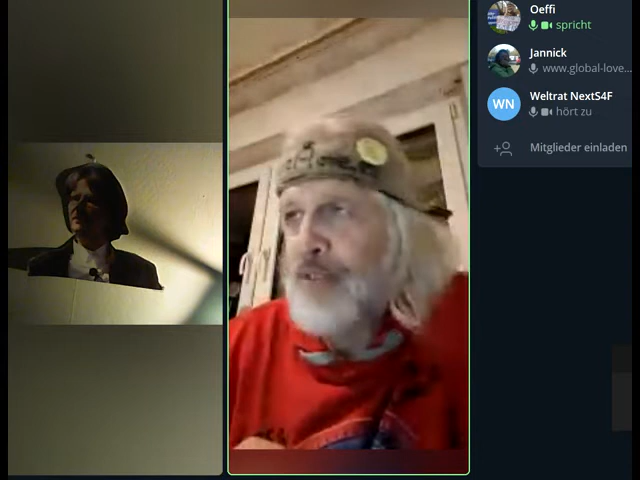 Oeffi
spricht
Jannick
www.global-love...
Weltrat NextS4F
WN
hört zu
Mitglieder einladen